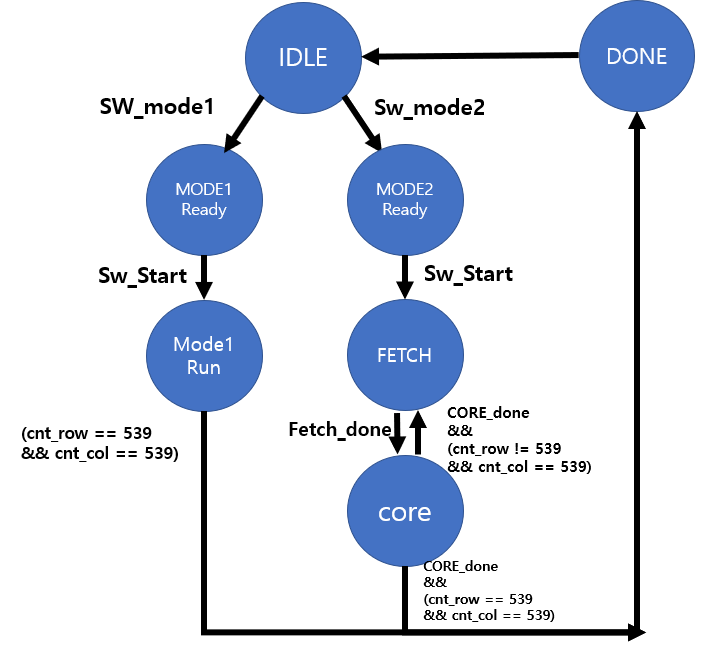 IDLE
DONE
SW_mode1
Sw_mode2
MODE1
Ready
MODE2
Ready
Sw_Start
Sw_Start
Mode1
Run
FETCH
(cnt_row == 539
&& cnt_col == 539)
Fetch_done
CORE_done
&&
(cnt_row != 539
&& cnt_col == 539)
core
CORE_done
&&
(cnt_row == 539
&& cnt_col == 539)